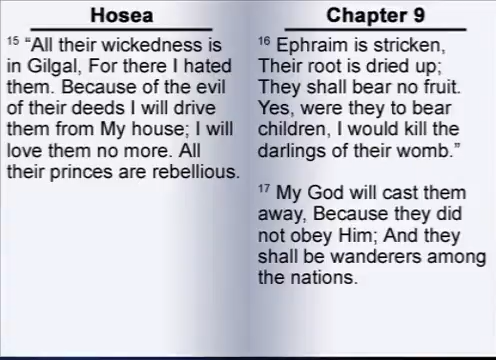 Hosea
15 "All their wickedness is
in Gilgal, For there I hated
them. Because of the evil
of their deeds I will drive
them from My house; I will
love them no more. All
their princes are rebellious.
Chapter 9
16 Ephraim is stricken,
Their root is dried up;
They shall bear no fruit.
Yes, were they to bear
children, I would kill the
darlings of their womb."
17 My God will cast them
away, Because they did
not obey Him; And they
shall be wanderers among
the nations.